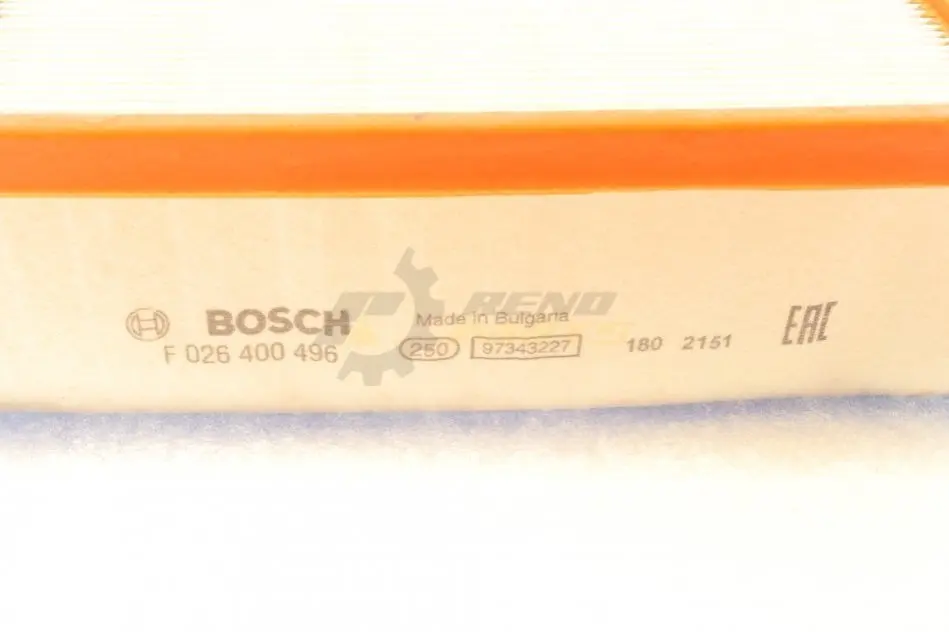 BOSCH
F 026 400 496
RENO
Made in Bulgaria
250 97343227
180 2151
EAC